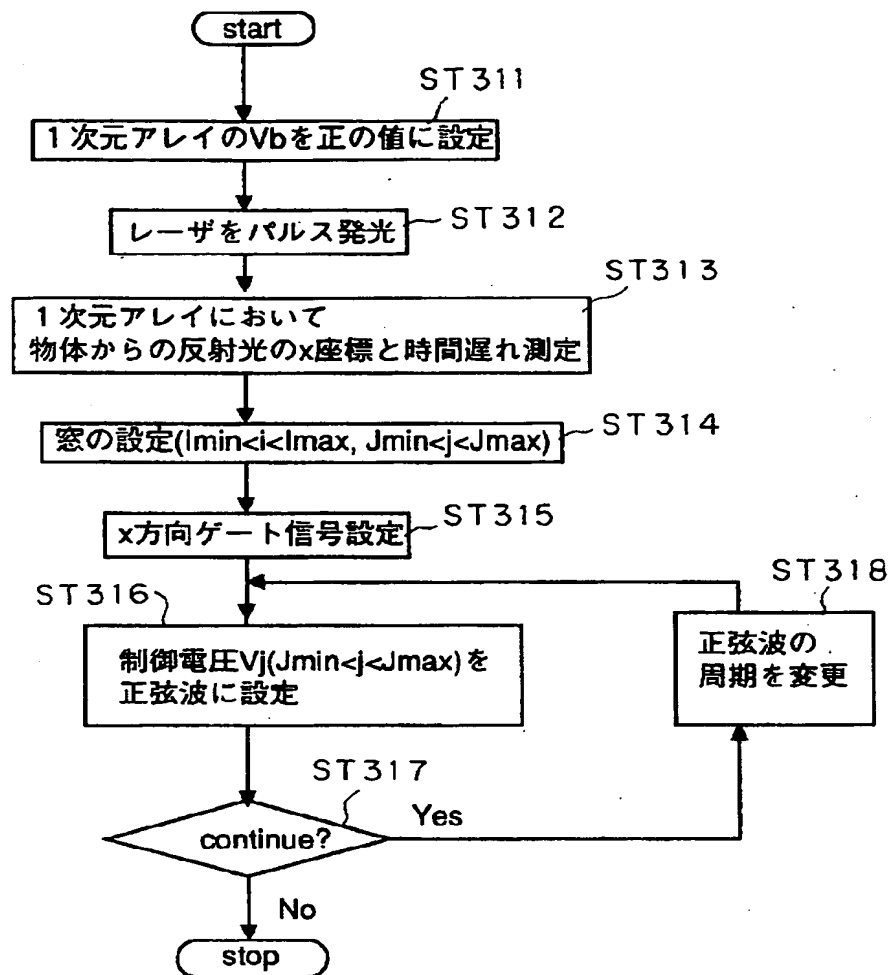 start
ST311
1次元アレイのVbを正の値に設定
レーザをパルス発光
ST312
ST313
1次元アレイにおいて
物体からの反射光のx座標と時間遅れ測定
窓の設定(Imin<i<Imax, Jmin<j<Jmax)
ST314
x方向ゲート信号設定
ST315
ST316
制御電圧Vj(Jmin<j<Jmax)を
正弦波に設定
ST318
正弦波の
周期を変更
ST317
continue?
Yes
No
stop